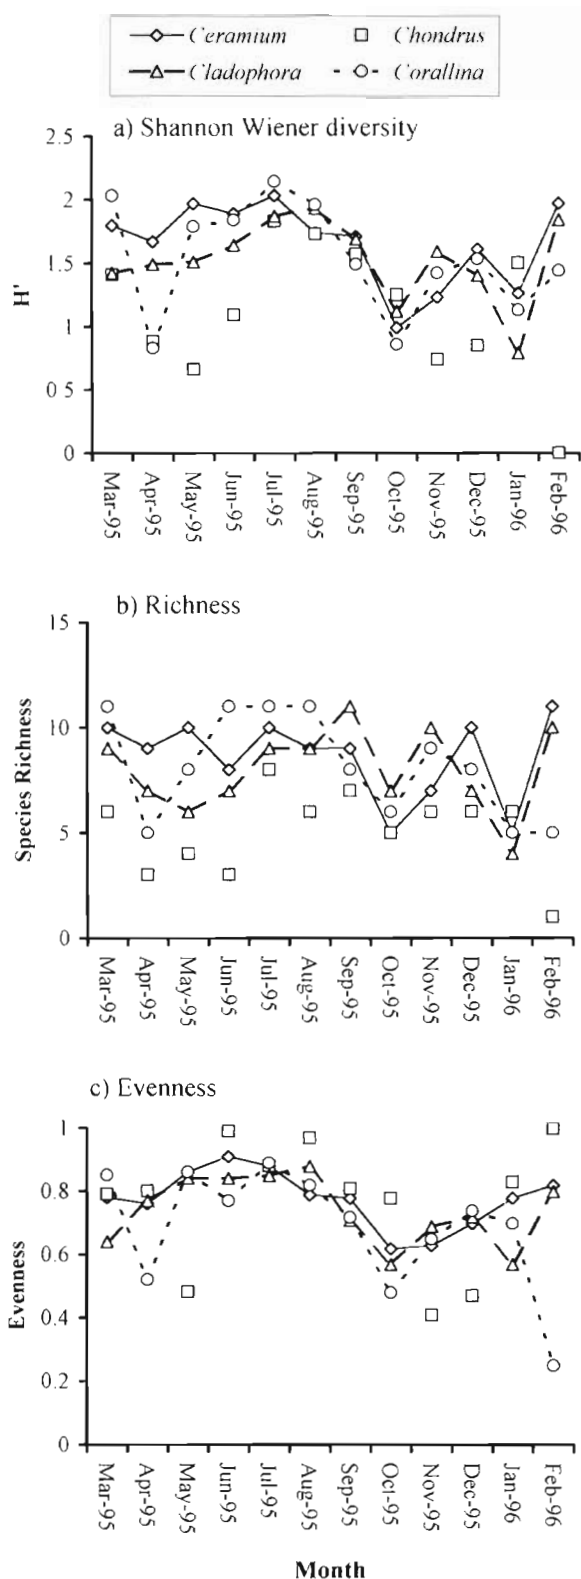 Ceramium Chondrus
Cladophora Corallina
a) Shannon Wiener diversity
2.5
2
1.5
1
0 5
0
H'
Mar-95 Apr-95 May-95 Jun-95 Jul-95 Aug-95 Sep-95 Oct-95 Nov-95 Dec-95 Jan-96 Feb-96
b) Richness
15
10
5
0
Species Richness
Mar-95 Apr-95 May-95 Jun-95 Jul-95 Aug-95 Sep-95 Oct-95 Nov-95 Dec-95 Jan-96 Feb-96
c) Evenness
1
0.8
0.6
0.4
0.2
0
Evenness
Mar-95 Apr-95 May-95 Jun-95 Jul-95 Aug-95 Sep-95 Oct-95 Nov-95 Dec-95 Jan-96 Feb-96
Month